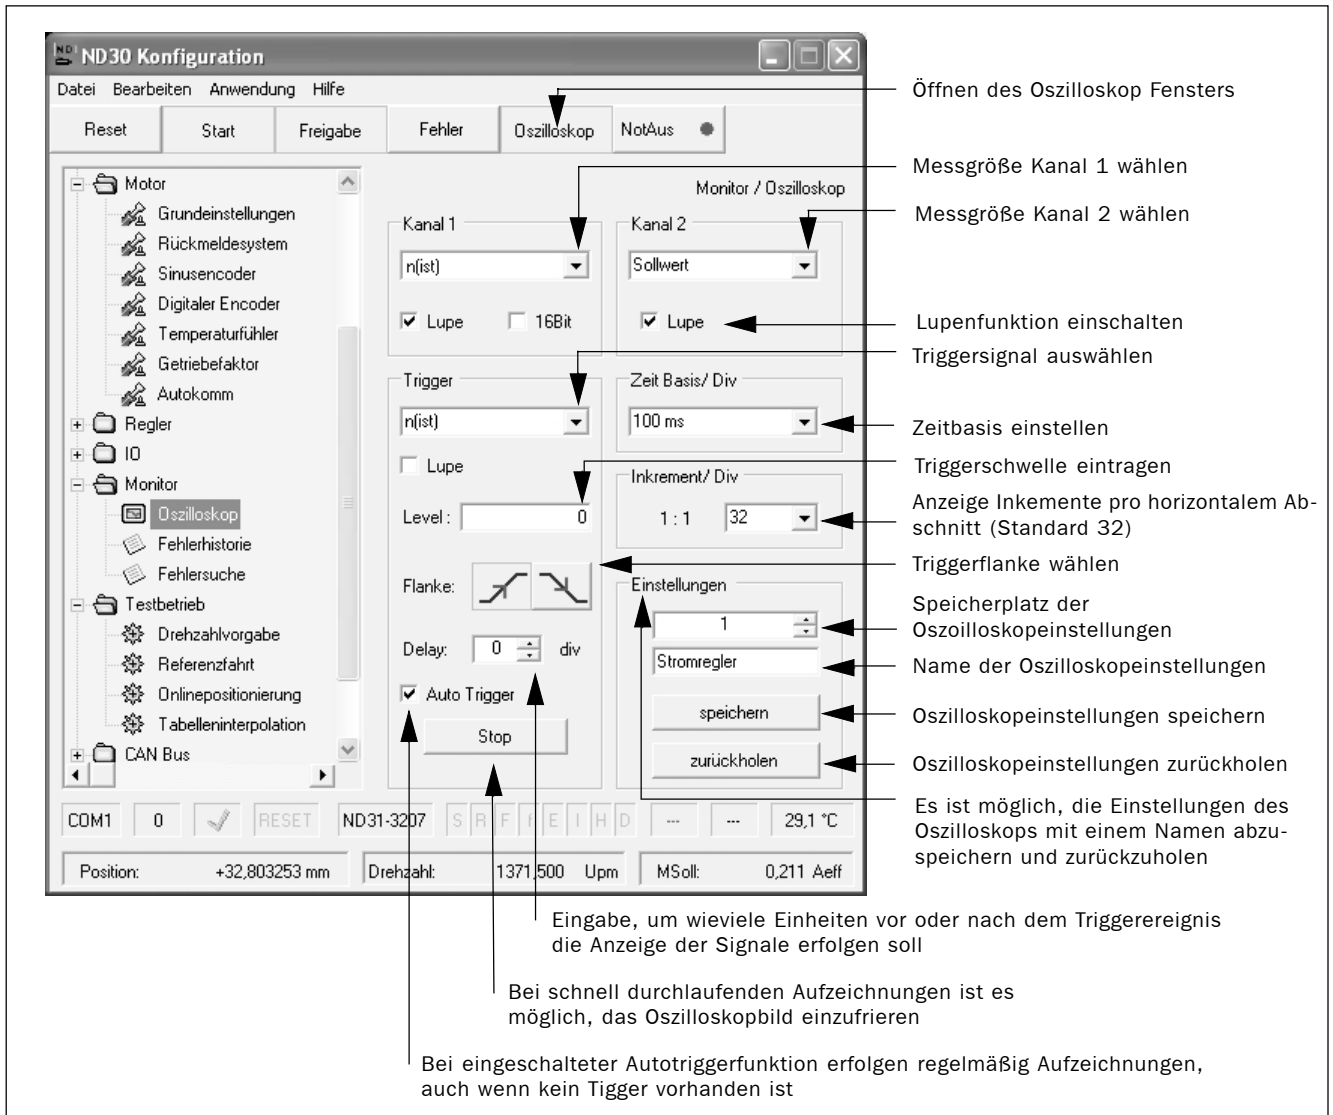 ND30 Konfiguration
Datei Bearbeiten Anwendung Hilfe
Reset Start Freigabe Fehler Oszilloskop NotAus
Öffnen des Oszilloskop Fensters
Messgröße Kanal 1 wählen
Messgröße Kanal 2 wählen
Lupenfunktion einschalten
Triggersignal auswählen
Zeitbasis einstellen
Triggerschwelle eintragen
Anzeige Inkemente pro horizontalem Ab-
schnitt (Standard 32)
Triggerflanke wählen
Speicherplatz der
Oszoilloskopeinstellungen
Name der Oszilloskopeinstellungen
Oszilloskopeinstellungen speichern
Oszilloskopeinstellungen zurückholen
Es ist möglich, die Einstellungen des
Oszilloskops mit einem Namen abzu-
speichern und zurückzuholen
Motor
Grundeinstellungen
Rückmeldesystem
Sinusencoder
Digitaler Encoder
Temperaturfühler
Getriebefaktor
Autokomm
Regler
IO
Monitor
Oszilloskop
Fehlerhistorie
Fehlersuche
Testbetrieb
Drehzahlvorgabe
Referenzfahrt
Onlinepositionierung
Tabelleninterpolation
CAN Bus
Monitor / Oszilloskop
Kanal 1
n(ist)
Lupe 16Bit
Kanal 2
Sollwert
Lupe
Trigger
n(ist)
Lupe
Level: 0
Flanke:
Delay: 0 div
Auto Trigger
Stop
Zeit Basis/ Div
100 ms
Inkrement/ Div
1 : 1 32
Einstellungen
1
Stromregler
speichern
zurückholen
COM1 0 RESET ND31-3207 S R F f E I H D --- --- 29,1 °C
Position: +32,803253 mm Drehzahl: 1371,500 Upm MSoll: 0,211 Aeff
Eingabe, um wieviele Einheiten vor oder nach dem Triggerereignis
die Anzeige der Signale erfolgen soll
Bei schnell durchlaufenden Aufzeichnungen ist es
möglich, das Oszilloskopbild einzufrieren
Bei eingeschalteter Autotriggerfunktion erfolgen regelmäßig Aufzeichnungen,
auch wenn kein Tigger vorhanden ist